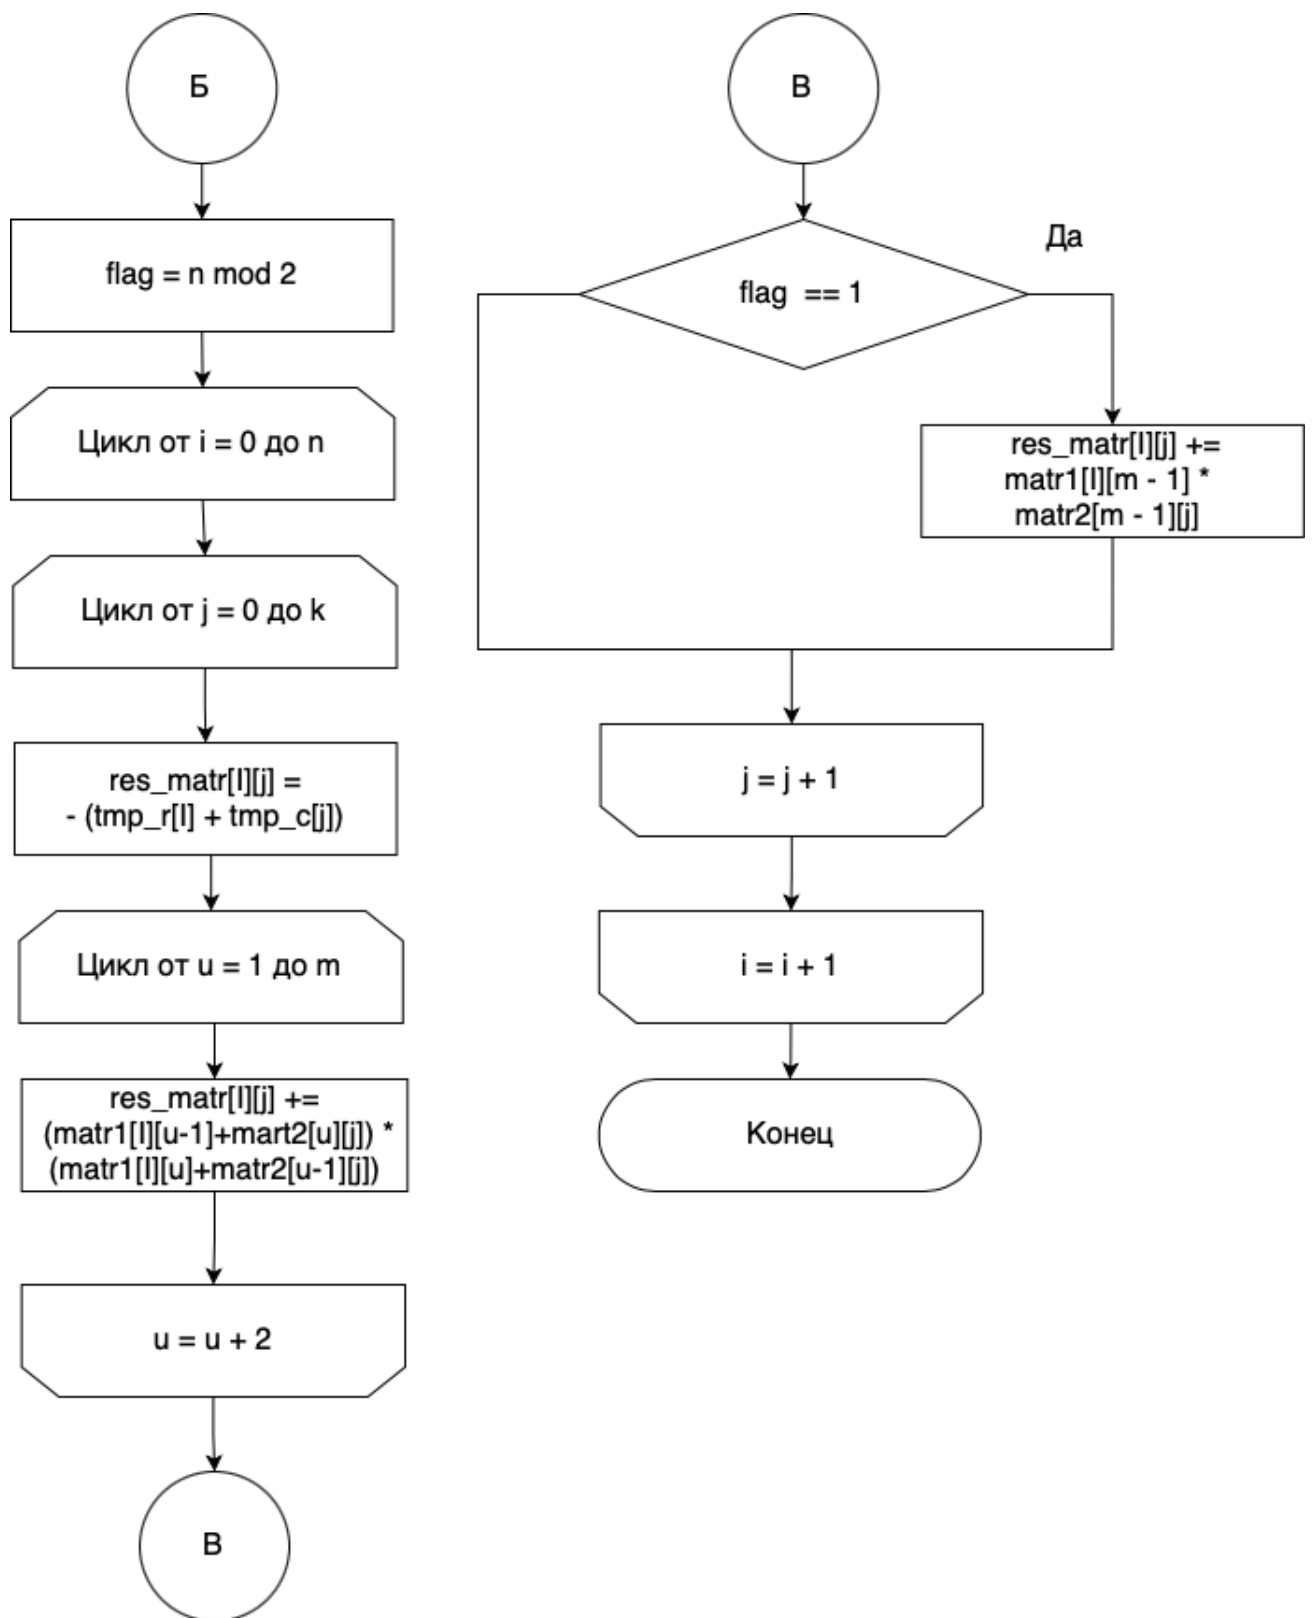 Б
flag = n mod 2
Цикл от i = 0 до n
Цикл от j = 0 до k
res_matr[I][j] =
- (tmp_r[I] + tmp_c[j])
Цикл от u = 1 до m
res_matr[I][j] +=
(matr1[I][u-1]+mart2[u][j]) *
(matr1[I][u]+matr2[u-1][j])
u = u + 2
В
В
Да
flag == 1
res_matr[I][j] +=
matr1[I][m - 1] *
matr2[m - 1][j]
j = j + 1
i = i + 1
Конец